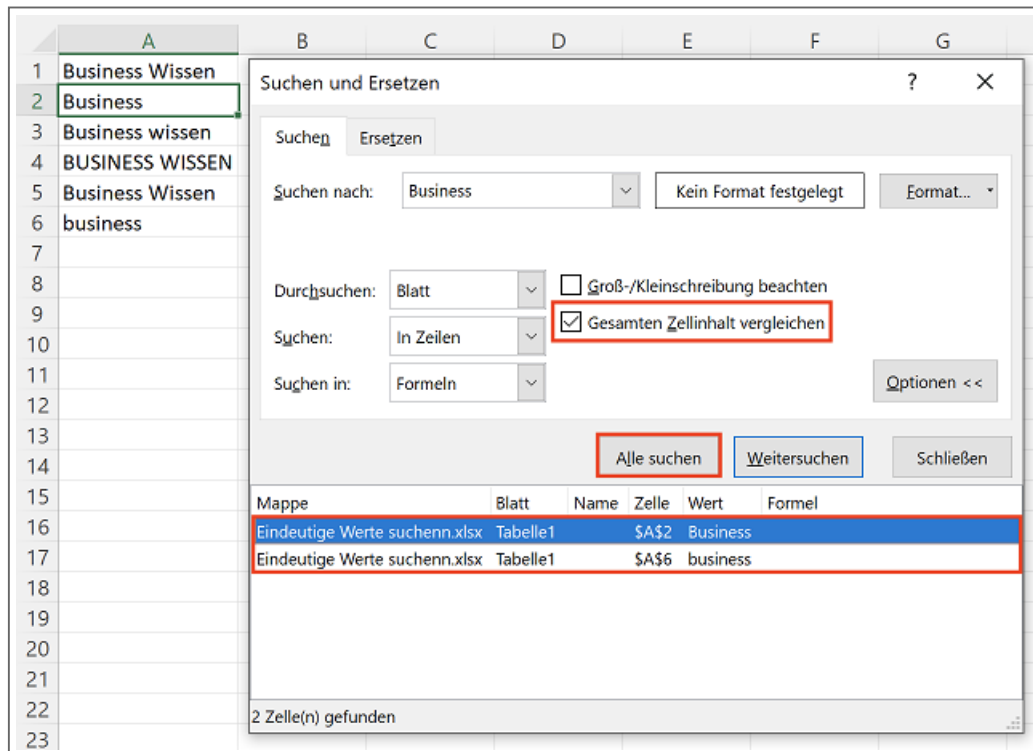 A B C D E F G
1 Business Wissen
2 Business
3 Business wissen
4 BUSINESS WISSEN
5 Business Wissen
6 business
7
8
9
10
11
12
13
14
15
16
17
18
19
20
21
22
23
Suchen und Ersetzen ?
Suchen Ersetzen
Suchen nach: Business Kein Format festgelegt Format...
Durchsuchen: Blatt Groß-/Kleinschreibung beachten
Gesamten Zellinhalt vergleichen
Suchen: In Zeilen
Suchen in: Formeln Optionen <<
Alle suchen Weitersuchen Schließen
Mappe Blatt Name Zelle Wert Formel
Eindeutige Werte suchenn.xlsx Tabelle1 $A$2 Business
Eindeutige Werte suchenn.xlsx Tabelle1 $A$6 business
2 Zelle(n) gefunden